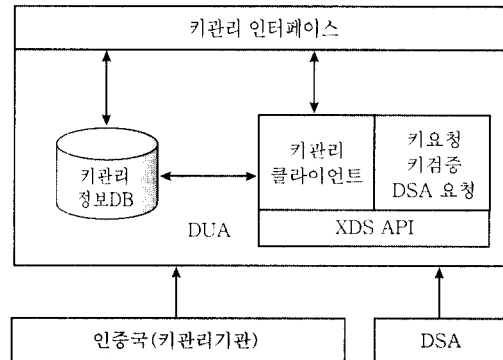 키관리 인터페이스
키관리
정보DB
키관리
클라이언트
키요청
키검증
DSA 요청
DUA
XDS API
인증국(키관리기관)
DSA